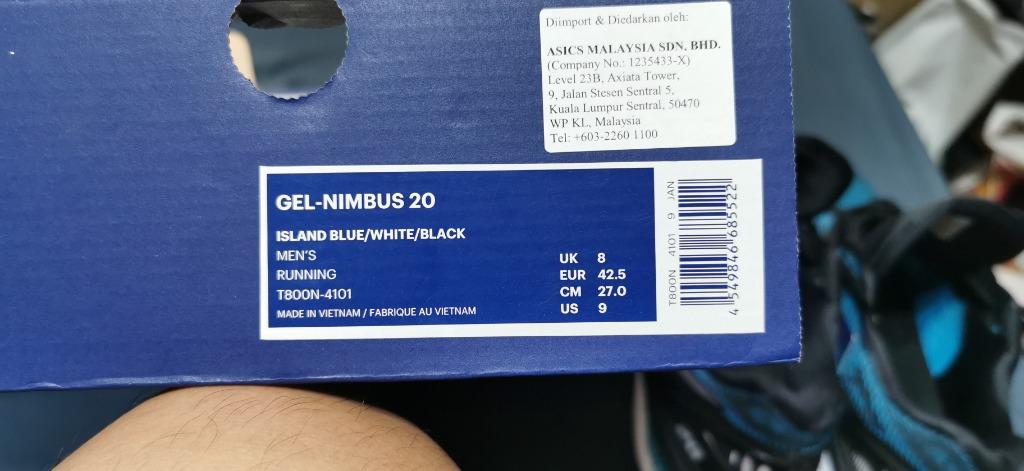 Diimport & Diedarkan oleh:
ASICS MALAYSIA SDN. BHD.
(Company No.: 1235433-X)
Level 23B, Axiata Tower,
9, Jalan Stesen Sentral 5,
Kuala Lumpur Sentral, 50470
WP KL, Malaysia
Tel: +603-2260 1100
GEL-NIMBUS 20
ISLAND BLUE/WHITE/BLACK
MEN'S
RUNNING
T800N-4101
MADE IN VIETNAM / FABRIQUE AU VIETNAM
UK 8
EUR 42.5
CM 27.0
US 9
T800N 4101 9 JAN
4 549846 685522